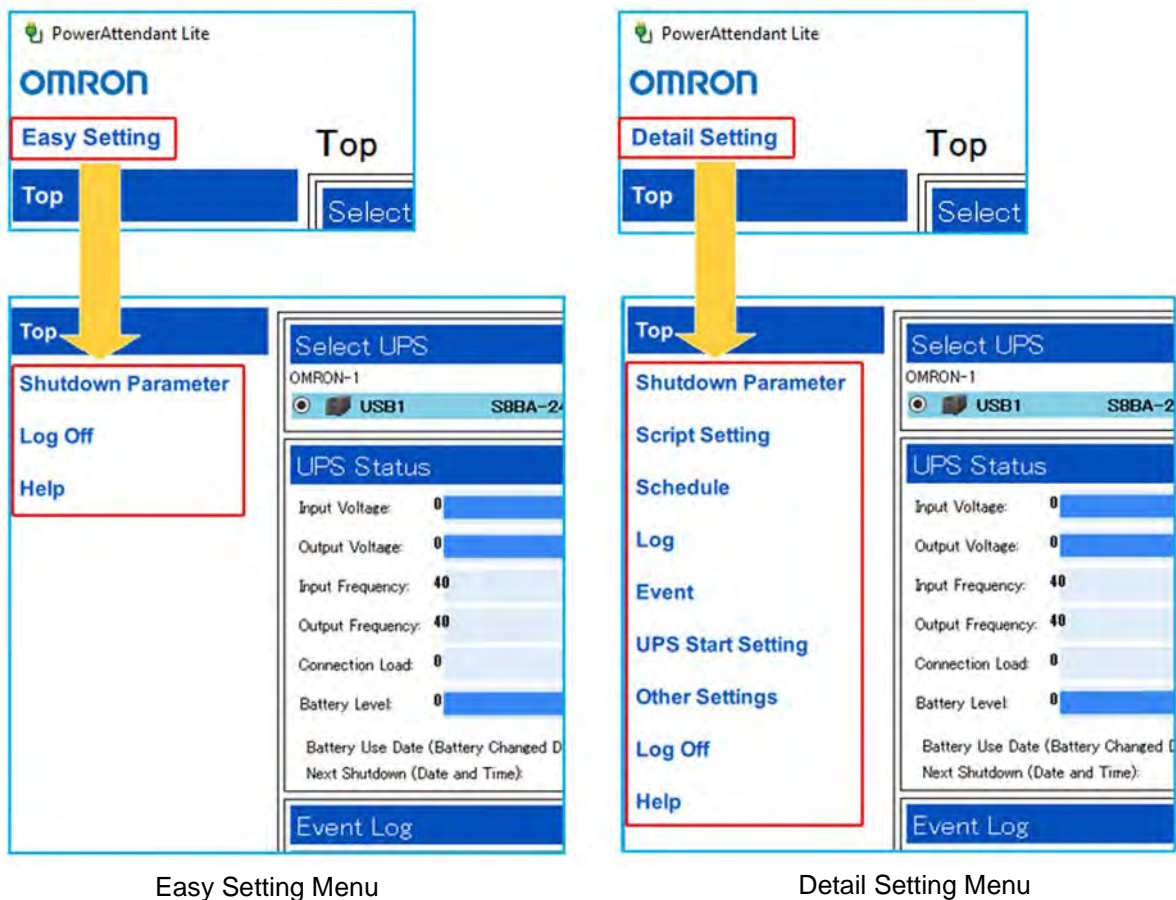 PowerAttendant Lite
OMRON
Easy Setting
Top
Top
Select
Top
Shutdown Parameter
Log Off
Help
Select UPS
OMRON-1
USB1 S8BA-24
UPS Status
Input Voltage: 0
Output Voltage: 0
Input Frequency: 40
Output Frequency: 40
Connection Load: 0
Battery Level: 0
Battery Use Date (Battery Changed D
Next Shutdown (Date and Time):
Event Log
Easy Setting Menu
PowerAttendant Lite
OMRON
Detail Setting
Top
Top
Select
Top
Shutdown Parameter
Script Setting
Schedule
Log
Event
UPS Start Setting
Other Settings
Log Off
Help
Select UPS
OMRON-1
USB1 S8BA-2
UPS Status
Input Voltage: 0
Output Voltage: 0
Input Frequency: 40
Output Frequency: 40
Connection Load: 0
Battery Level: 0
Battery Use Date (Battery Changed D
Next Shutdown (Date and Time):
Event Log
Detail Setting Menu